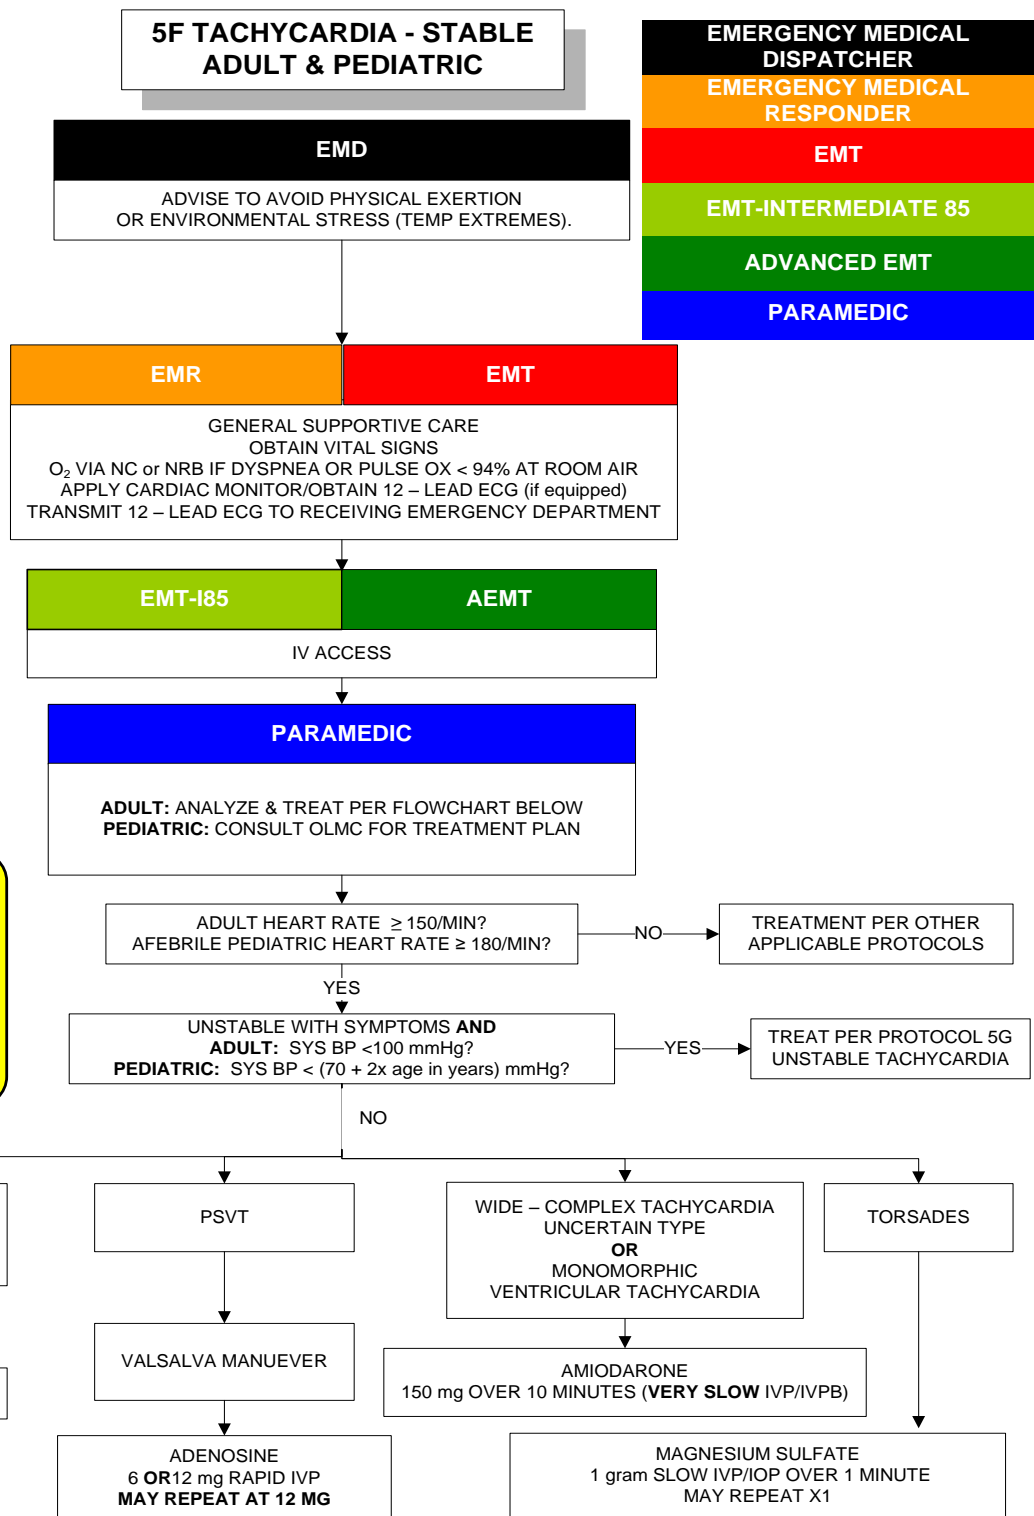 5F TACHYCARDIA - STABLE
ADULT & PEDIATRIC
EMERGENCY MEDICAL
DISPATCHER
EMERGENCY MEDICAL
RESPONDER
EMT
EMT-INTERMEDIATE 85
ADVANCED EMT
PARAMEDIC
EMD
ADVISE TO AVOID PHYSICAL EXERTION
OR ENVIRONMENTAL STRESS (TEMP EXTREMES).
EMR
EMT
GENERAL SUPPORTIVE CARE
OBTAIN VITAL SIGNS
O₂ VIA NC or NRB IF DYSPNEA OR PULSE OX < 94% AT ROOM AIR
APPLY CARDIAC MONITOR/OBTAIN 12 – LEAD ECG (if equipped)
TRANSMIT 12 – LEAD ECG TO RECEIVING EMERGENCY DEPARTMENT
EMT-I85
AEMT
IV ACCESS
PARAMEDIC
ADULT: ANALYZE & TREAT PER FLOWCHART BELOW
PEDIATRIC: CONSULT OLMC FOR TREATMENT PLAN
ADULT HEART RATE ≥ 150/MIN?
AFEBRILE PEDIATRIC HEART RATE ≥ 180/MIN?
NO
TREATMENT PER OTHER
APPLICABLE PROTOCOLS
YES
UNSTABLE WITH SYMPTOMS AND
ADULT: SYS BP <100 mmHg?
PEDIATRIC: SYS BP < (70 + 2x age in years) mmHg?
YES
TREAT PER PROTOCOL 5G
UNSTABLE TACHYCARDIA
NO
PSVT
WIDE – COMPLEX TACHYCARDIA
UNCERTAIN TYPE
OR
MONOMORPHIC
VENTRICULAR TACHYCARDIA
TORSADES
VALSALVA MANUEVER
AMIODARONE
150 mg OVER 10 MINUTES (VERY SLOW IVP/IVPB)
ADENOSINE
6 OR12 mg RAPID IVP
MAY REPEAT AT 12 MG
MAGNESIUM SULFATE
1 gram SLOW IVP/IOP OVER 1 MINUTE
MAY REPEAT X1